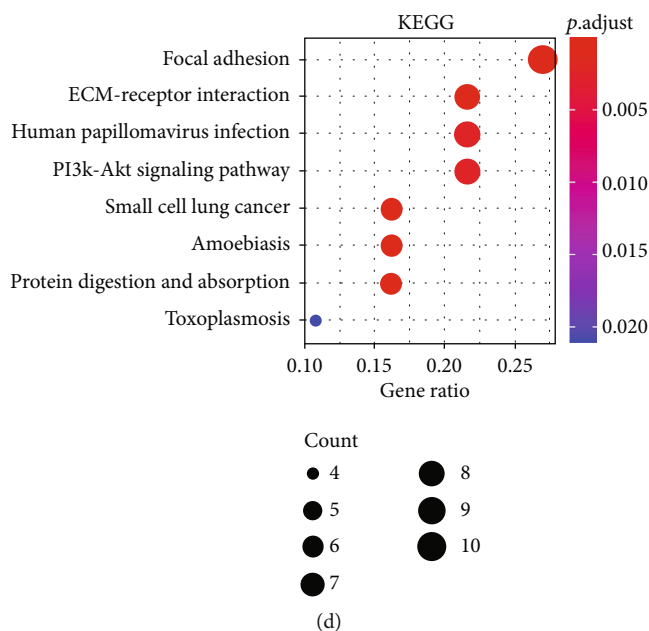 KEGG
p.adjust
Focal adhesion
ECM-receptor interaction
Human papillomavirus infection
PI3k-Akt signaling pathway
Small cell lung cancer
Amoebiasis
Protein digestion and absorption
Toxoplasmosis
0.005
0.010
0.015
0.020
0.10 0.15 0.20 0.25
Gene ratio
Count
4 8
5 9
6 10
7
(d)